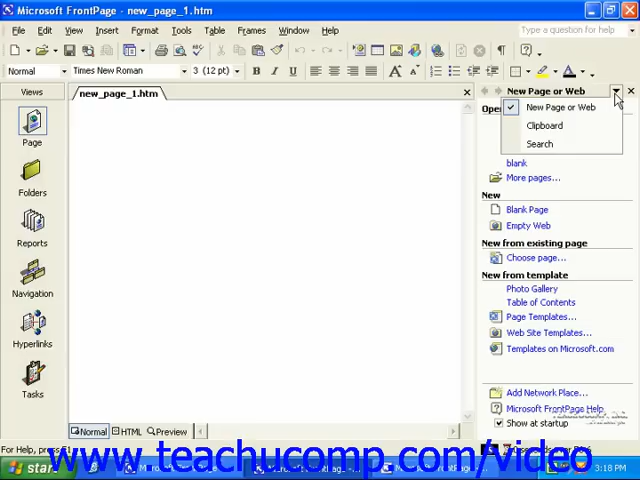 Microsoft FrontPage - new_page_1.htm
File Edit View Insert Format Tools Table Frames Window Help
Type a question for help
Normal Times New Roman 3 (12 pt) B I U
Views
new_page_1.htm
New Page or Web
New Page or Web
Clipboard
Search
blank
More pages...
New
Blank Page
Empty Web
New from existing page
Choose page...
New from template
Photo Gallery
Table of Contents
Page Templates...
Web Site Templates...
Templates on Microsoft.com
Add Network Place...
Microsoft FrontPage Help
Show at startup
Page
Folders
Reports
Navigation
Hyperlinks
Tasks
Normal HTML Preview
For Help, press F1
start
3:18 PM
www.teachucomp.com/video